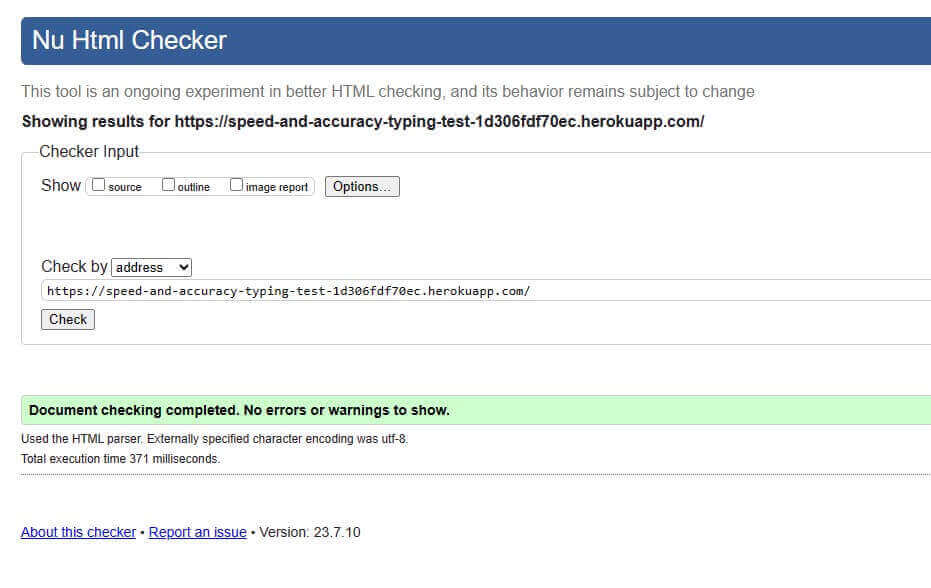 Nu Html Checker
This tool is an ongoing experiment in better HTML checking, and its behavior remains subject to change
Showing results for https://speed-and-accuracy-typing-test-1d306fdf70ec.herokuapp.com/
Checker Input
Show source outline image report Options...
Check by address
https://speed-and-accuracy-typing-test-1d306fdf70ec.herokuapp.com/
Check
Document checking completed. No errors or warnings to show.
Used the HTML parser. Externally specified character encoding was utf-8.
Total execution time 371 milliseconds.
About this checker • Report an issue • Version: 23.7.10